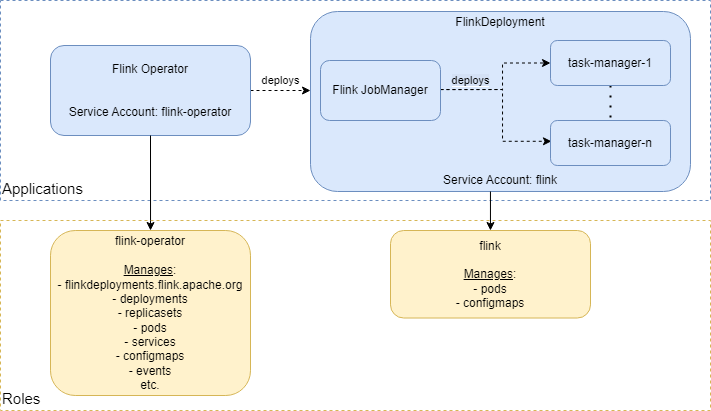 FlinkDeployment
Flink Operator
Service Account: flink-operator
deploys
Flink JobManager
deploys
task-manager-1
task-manager-n
Service Account: flink
Applications
flink-operator
Manages:
- flinkdeployments.flink.apache.org
- deployments
- replicasets
- pods
- services
- configmaps
- events
etc.
flink
Manages:
- pods
- configmaps
Roles